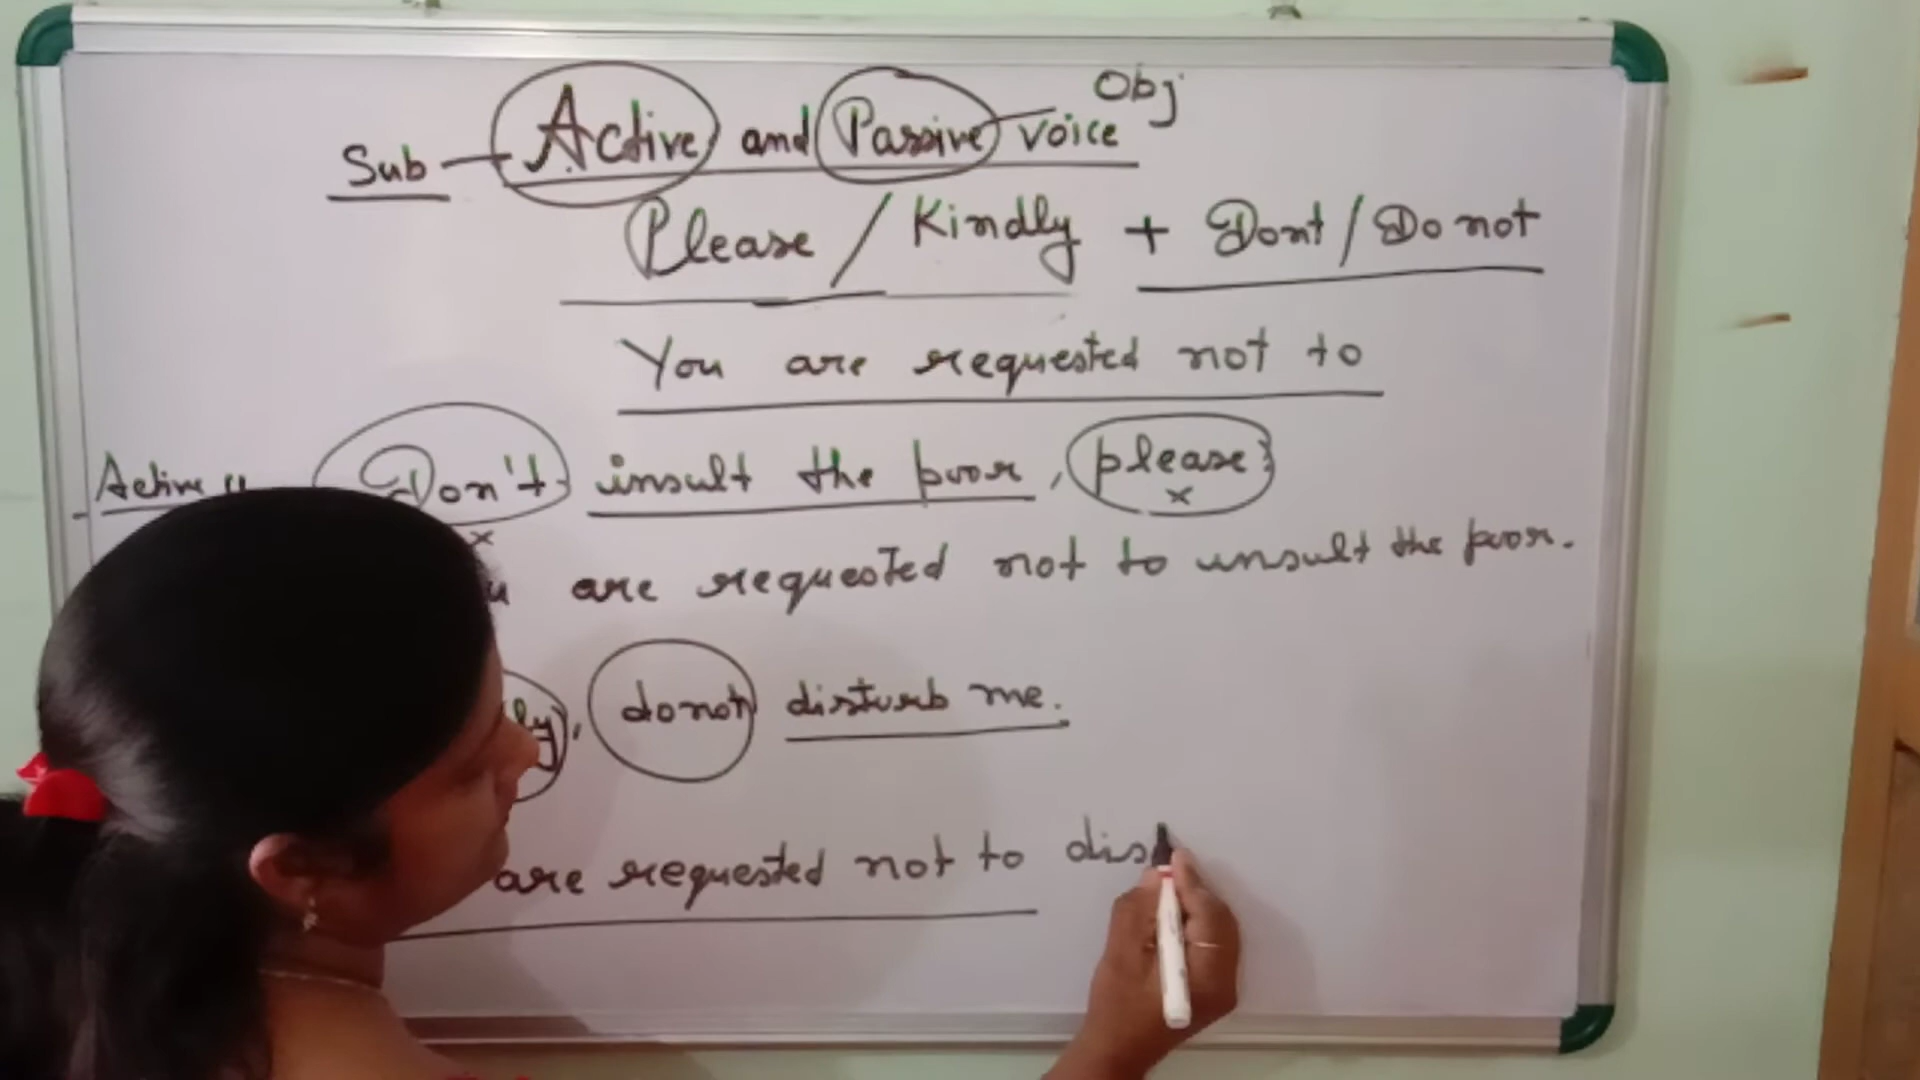 Sub - Active and Passive voice Obj
Please / Kindly + Dont / Do not
You are requested not to
Active Don't insult the poor, please
x x
are requested not to unsult the poor.
donot disturb me.
are requested not to dis